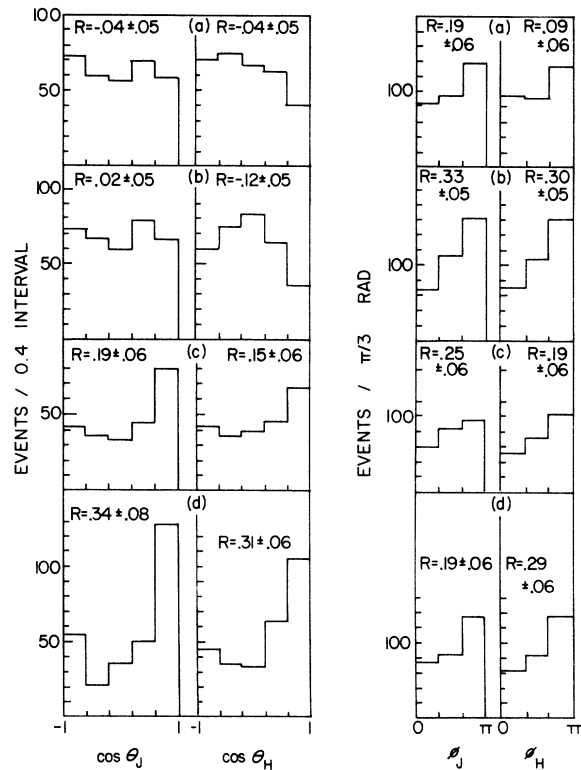 100
R=-.04±.05 (a) R=-.04±.05
50
100
R=.02±.05 (b) R=-.12±.05
50
R=.19±.06 (c) R=.15±.06
50
R=.34±.08 (d) R=.31±.06
100
50
-1 1 1
cos θJ cos θH
EVENTS / 0.4 INTERVAL
R=.19 ±.06 (a) R=.09 ±.06
100
R=.33 ±.05 (b) R=.30 ±.05
100
R=.25 ±.06 (c) R=.19 ±.06
100
(d)
R=.19±.06 R=.29 ±.06
100
0 π 0 π
ϕJ ϕH
EVENTS / π/3 RAD